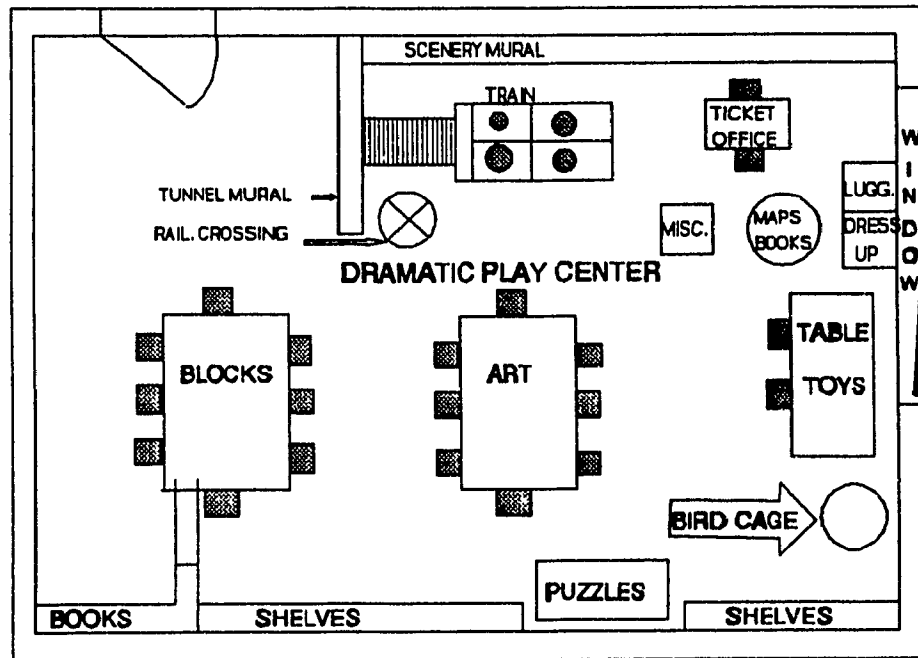 SCENERY MURAL
TRAIN
TICKET
OFFICE
WINDOW
TUNNEL MURAL
LUGG.
RAIL. CROSSING
MISC.
MAPS
BOOKS
DRESS
UP
DRAMATIC PLAY CENTER
BLOCKS
ART
TABLE
TOYS
BIRD CAGE
PUZZLES
BOOKS
SHELVES
SHELVES